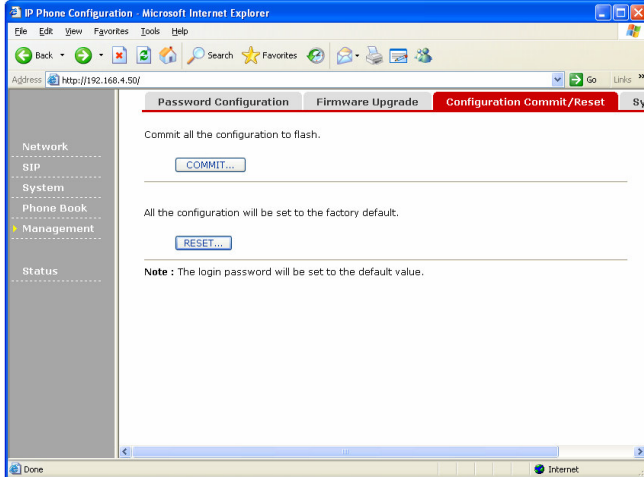 IP Phone Configuration - Microsoft Internet Explorer
File Edit View Favorites Tools Help
Back Search Favorites
Address http://192.168.4.50/ Go Links »
Password Configuration Firmware Upgrade Configuration Commit/Reset Sy
Network
SIP
System
Phone Book
Management
Status
Commit all the configuration to flash.
COMMIT...
All the configuration will be set to the factory default.
RESET...
Note : The login password will be set to the default value.
Done Internet